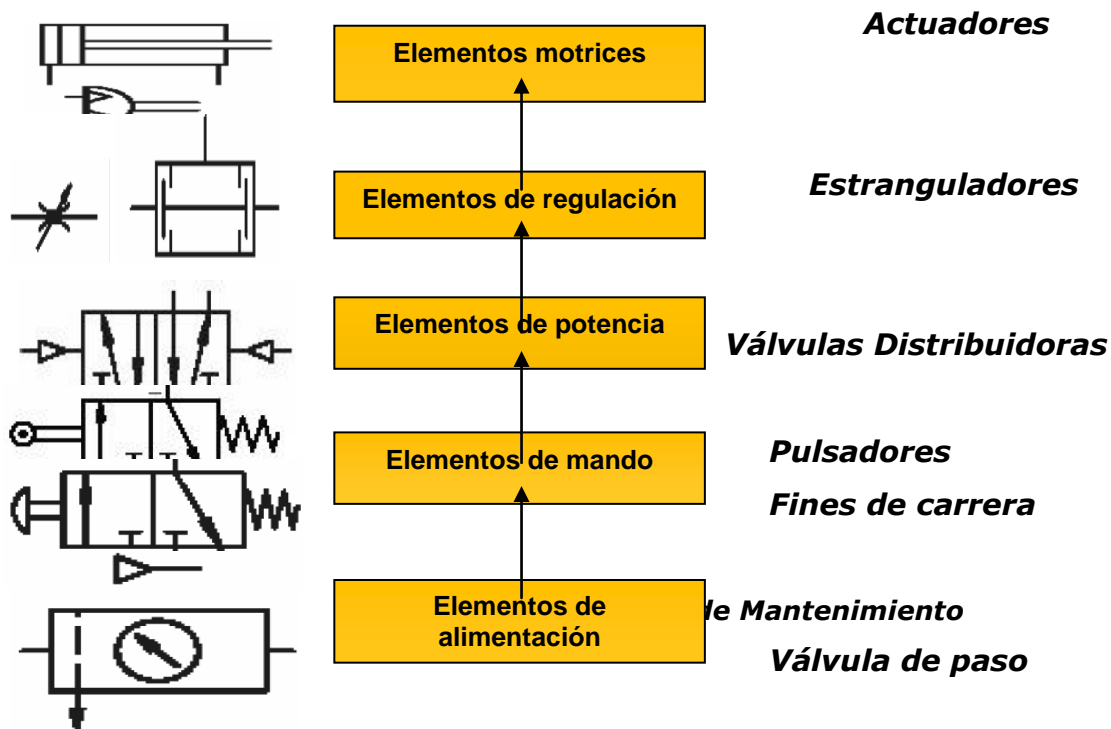 Actuadores
Elementos motrices
Elementos de regulación
Estranguladores
Elementos de potencia
Válvulas Distribuidoras
Elementos de mando
Pulsadores
Fines de carrera
Elementos de
alimentación
de Mantenimiento
Válvula de paso